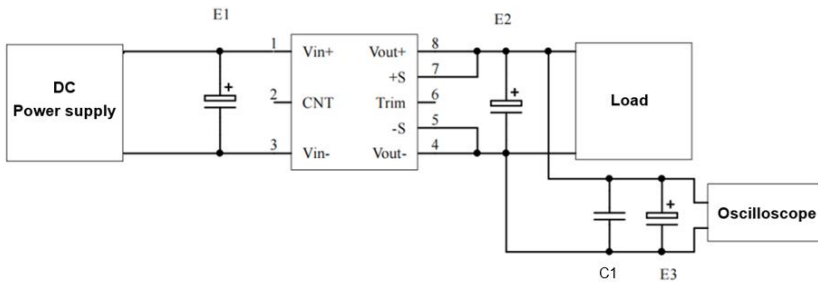 E1
E2
DC
Power supply
1
Vin+
2
CNT
3
Vin-
Vout+
8
+S
7
Trim
6
-S
5
Vout-
4
Load
+
+
+
Oscilloscope
C1
E3